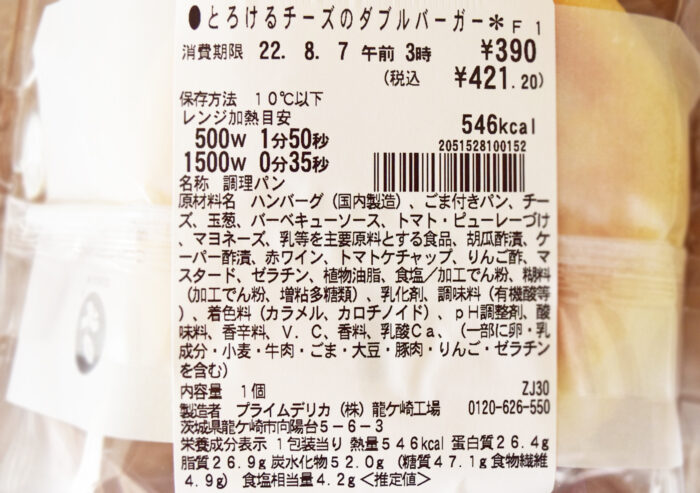 ●とろけるチーズのダブルバーガー＊ F 1
消費期限 22. 8. 7 午前 3時 ¥390
(税込 ¥421.20)
保存方法 10℃以下
レンジ加熱目安 546kcal
500W 1分50秒 2051528100152
1500W 0分35秒
名称 調理パン
原材料名 ハンバーグ（国内製造）、ごま付きパン、チー
ズ、玉葱、バーベキューソース、トマト・ピューレーづけ
、マヨネーズ、乳等を主要原料とする食品、胡瓜酢漬、ケ
ーパー酢漬、赤ワイン、トマトケチャップ、りんご酢、マ
スタード、ゼラチン、植物油脂、食塩／加工でん粉、糊料
（加工でん粉、増粘多糖類）、乳化剤、調味料（有機酸等
）、着色料（カラメル、カロチノイド）、ｐＨ調整剤、酸
味料、香辛料、Ｖ．Ｃ、香料、乳酸Ｃａ、（一部に卵・乳
成分・小麦・牛肉・ごま・大豆・豚肉・りんご・ゼラチン
を含む）
内容量 1個 ZJ30
製造者 プライムデリカ（株）龍ケ崎工場 0120-626-550
茨城県龍ケ崎市向陽台５－６－３
栄養成分表示 1包装当り 熱量546kcal 蛋白質26.4g
脂質26.9g 炭水化物52.0g （糖質47.1g 食物繊維
4.9g） 食塩相当量4.2g＜推定値＞